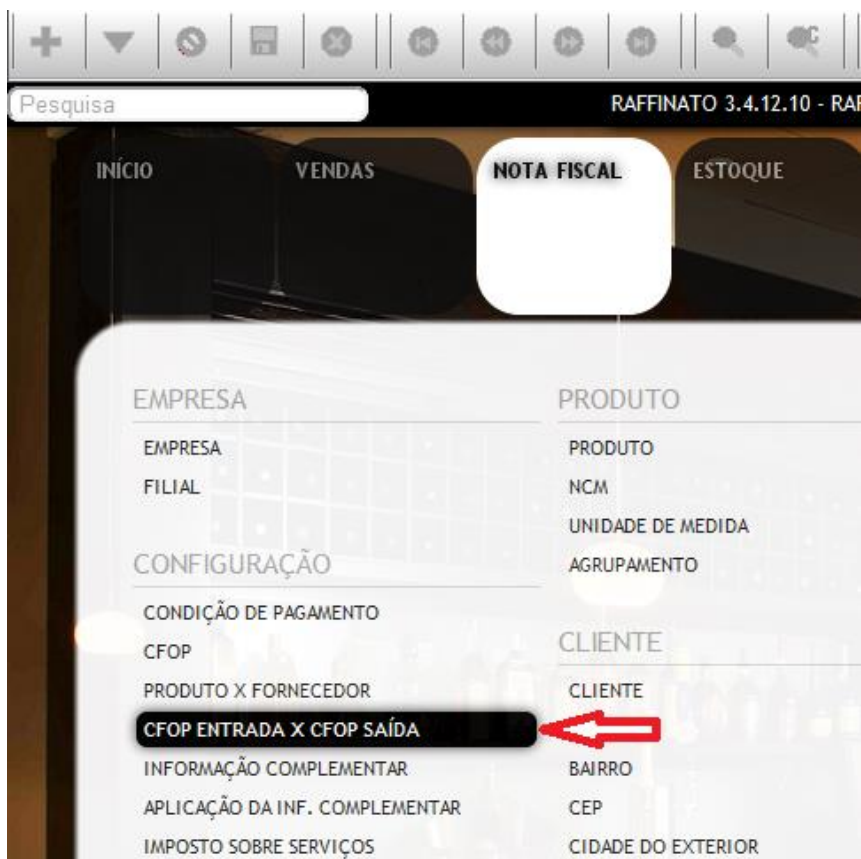 Pesquisa
RAFFINATO 3.4.12.10 - RAF
INÍCIO
VENDAS
NOTA FISCAL
ESTOQUE
EMPRESA
EMPRESA
FILIAL
CONFIGURAÇÃO
CONDIÇÃO DE PAGAMENTO
CFOP
PRODUTO X FORNECEDOR
CFOP ENTRADA X CFOP SAÍDA
INFORMAÇÃO COMPLEMENTAR
APLICAÇÃO DA INF. COMPLEMENTAR
IMPOSTO SOBRE SERVIÇOS
PRODUTO
PRODUTO
NCM
UNIDADE DE MEDIDA
AGRUPAMENTO
CLIENTE
CLIENTE
BAIRRO
CEP
CIDADE DO EXTERIOR